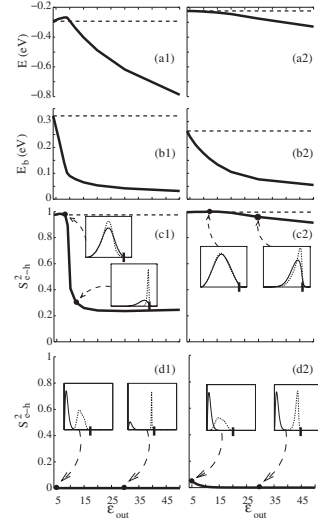 −0.2
−0.4
−0.6
−0.8
E (eV)
(a1)
(a2)
0.3
0.2
0.1
0
E_b (eV)
(b1)
(b2)
1
0.8
0.6
0.4
0.2
0
S²_e−h
(c1)
(c2)
0.8
0.6
0.4
0.2
0
S²_e−h
(d1)
(d2)
5 15 25 35 45
5 15 25 35 45
ε_out
ε_out